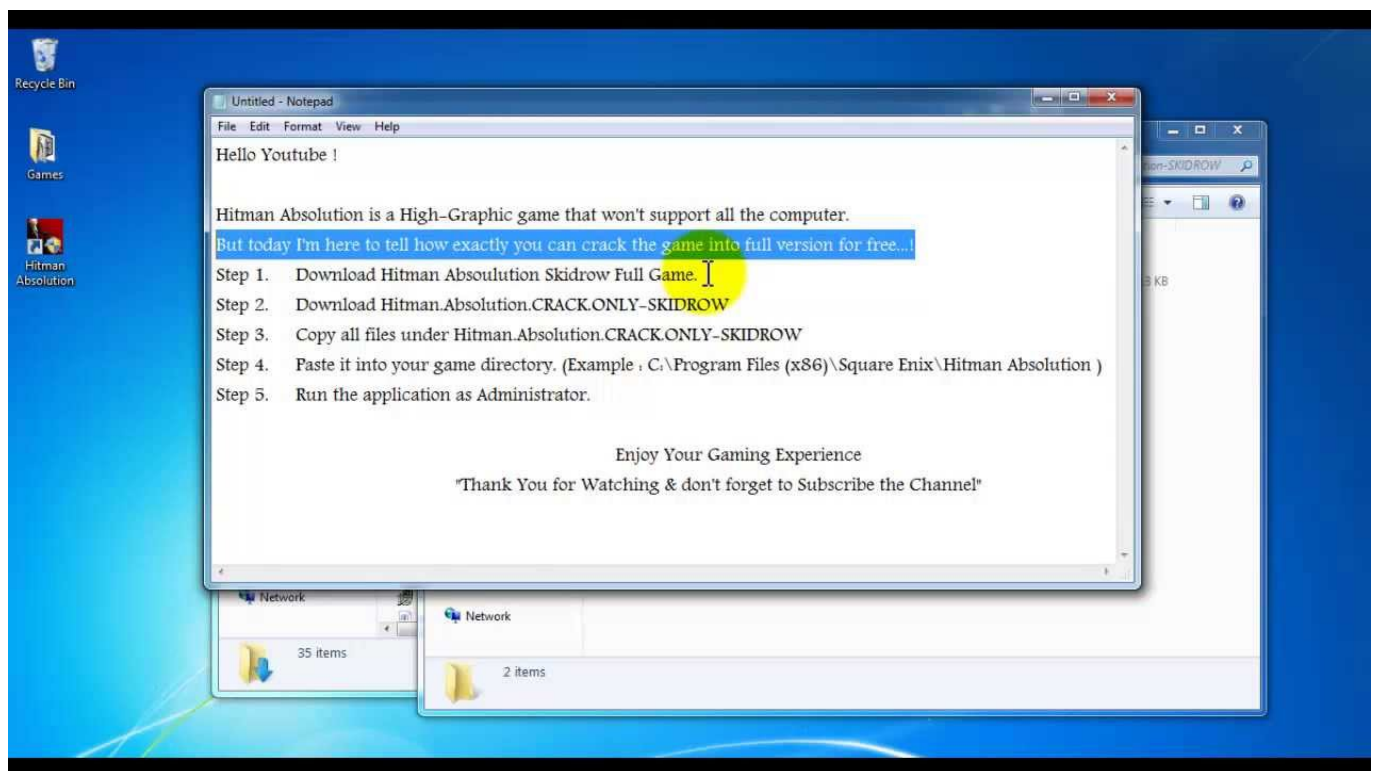 Recycle Bin
Games
Hitman
Absolution
Untitled - Notepad
File Edit Format View Help
Hello Youtube !
Hitman Absolution is a High-Graphic game that won't support all the computer.
But today I'm here to tell how exactly you can crack the game into full version for free...!
Step 1. Download Hitman Absoulution Skidrow Full Game.
Step 2. Download Hitman.Absolution.CRACK.ONLY-SKIDROW
Step 3. Copy all files under Hitman.Absolution.CRACK.ONLY-SKIDROW
Step 4. Paste it into your game directory. (Example : C:\Program Files (x86)\Square Enix\Hitman Absolution )
Step 5. Run the application as Administrator.
Enjoy Your Gaming Experience
"Thank You for Watching & don't forget to Subscribe the Channel"
-SKIDROW
KB
Network
35 items
Network
2 items